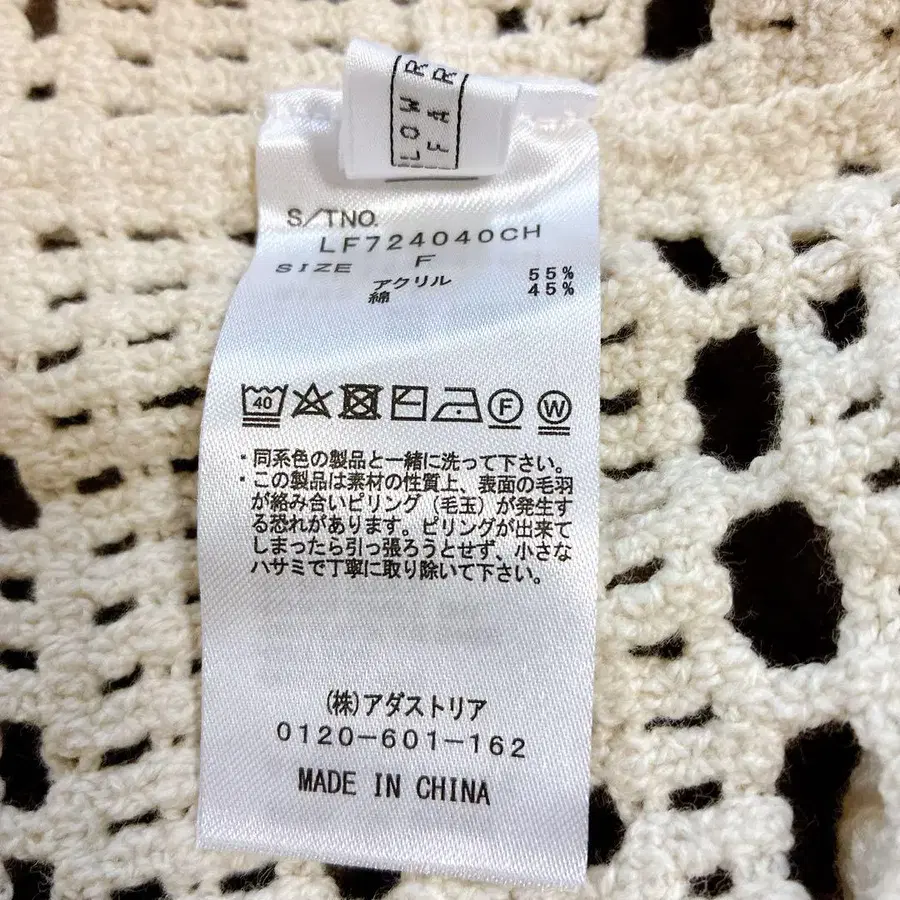 LOW R
FAR
S/TNO.
LF724040CH
SIZE F
アクリル 55%
綿 45%
40
F W
・同系色の製品と一緒に洗って下さい。
・この製品は素材の性質上、表面の毛羽
が絡み合いピリング（毛玉）が発生す
る恐れがあります。ピリングが出来て
しまったら引っ張ろうとせず、小さな
ハサミで丁寧に取り除いて下さい。
(株)アダストリア
0120-601-162
MADE IN CHINA